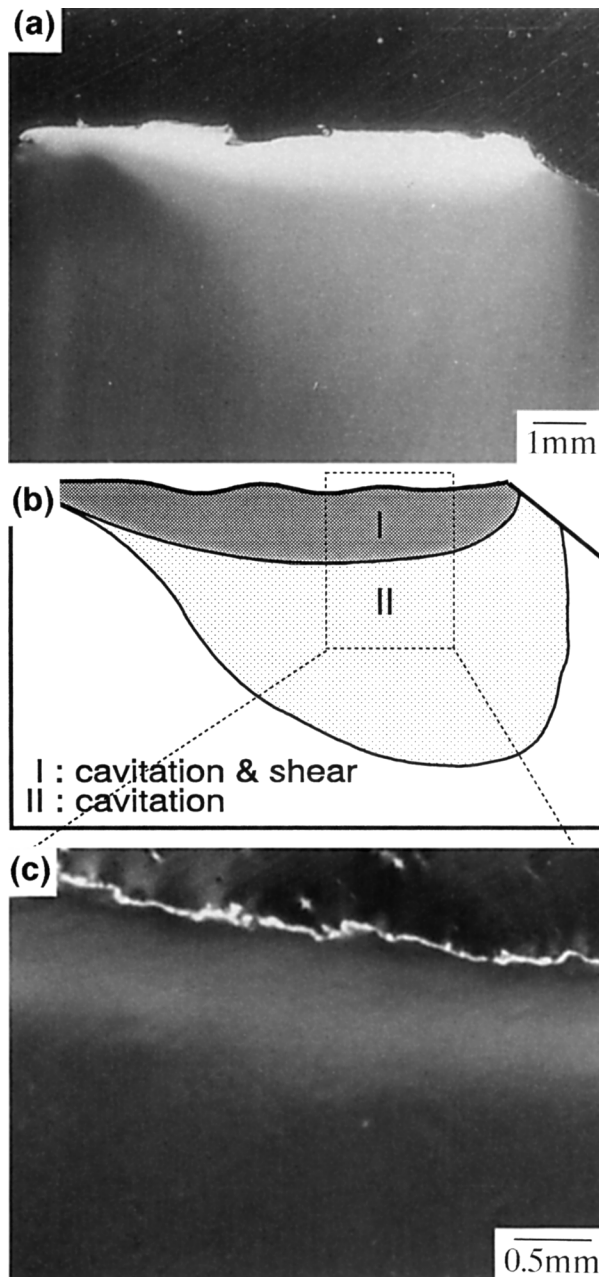 (a)
1mm
(b)
I
II
I : cavitation & shear
II : cavitation
(c)
0.5mm